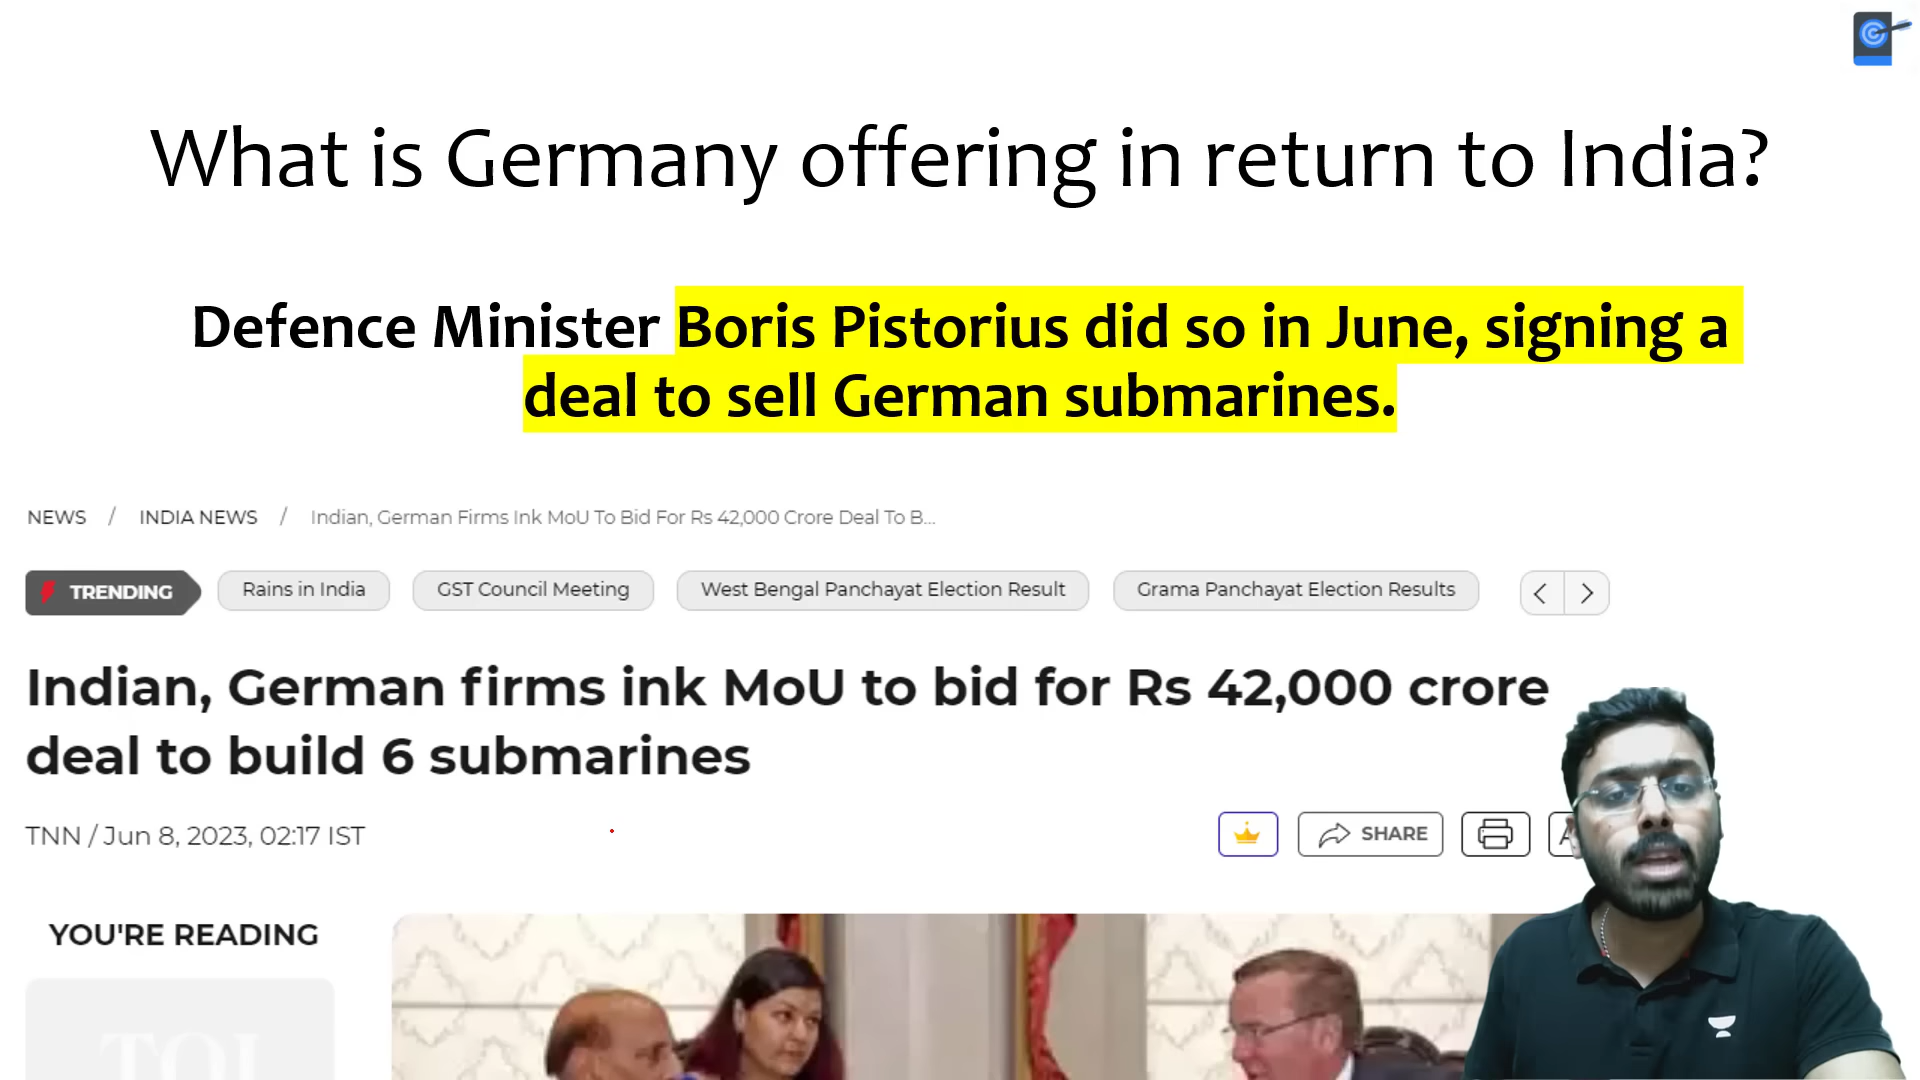 What is Germany offering in return to India?
Defence Minister Boris Pistorius did so in June, signing a
deal to sell German submarines.
NEWS / INDIA NEWS / Indian, German Firms Ink MoU To Bid For Rs 42,000 Crore Deal To B...
TRENDING Rains in India GST Council Meeting West Bengal Panchayat Election Result Grama Panchayat Election Results
Indian, German firms ink MoU to bid for Rs 42,000 crore
deal to build 6 submarines
TNN / Jun 8, 2023, 02:17 IST
SHARE
YOU'RE READING
TOI